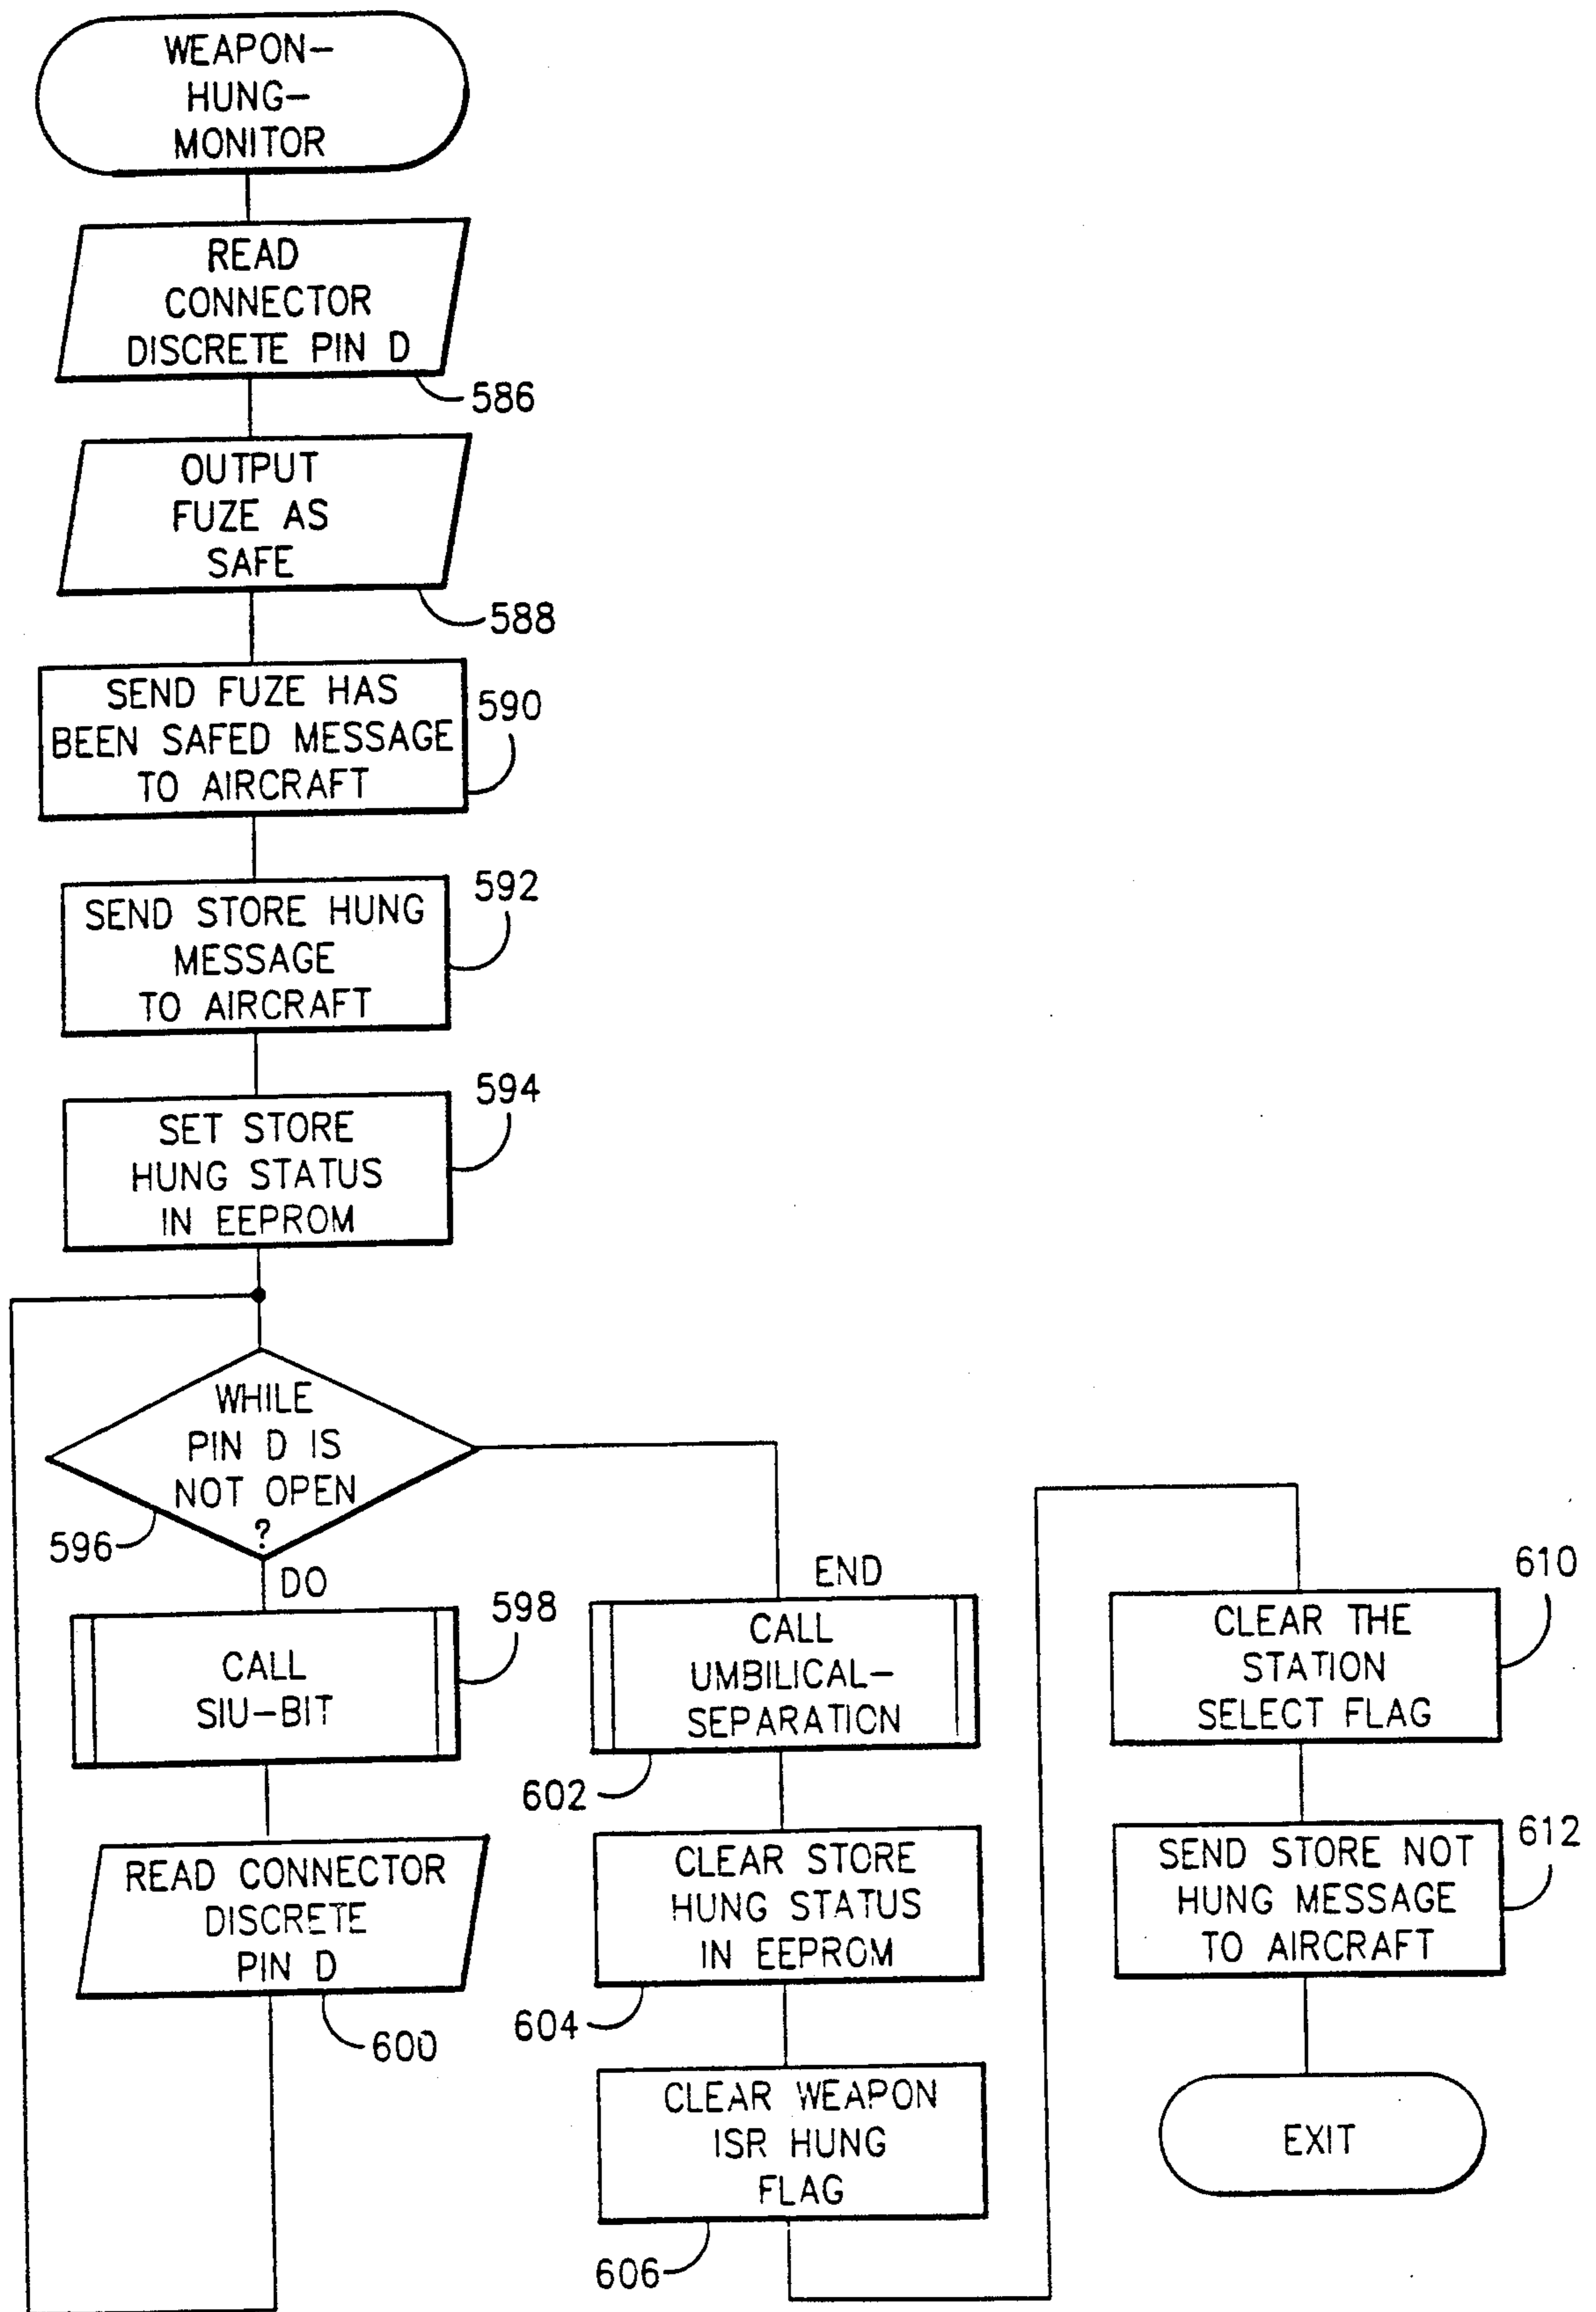 WEAPON-
HUNG-
MONITOR
READ
CONNECTOR
DISCRETE PIN D
586
OUTPUT
FUZE AS
SAFE
588
SEND FUZE HAS
BEEN SAFED MESSAGE
TO AIRCRAFT
590
SEND STORE HUNG
MESSAGE
TO AIRCRAFT
592
SET STORE
HUNG STATUS
IN EEPROM
594
WHILE
PIN D IS
NOT OPEN
?
596
DO
CALL
SIU-BIT
598
READ CONNECTOR
DISCRETE
PIN D
600
END
CALL
UMBILICAL-
SEPARATION
602
CLEAR STORE
HUNG STATUS
IN EEPROM
604
CLEAR WEAPON
ISR HUNG
FLAG
606
CLEAR THE
STATION
SELECT FLAG
610
SEND STORE NOT
HUNG MESSAGE
TO AIRCRAFT
612
EXIT